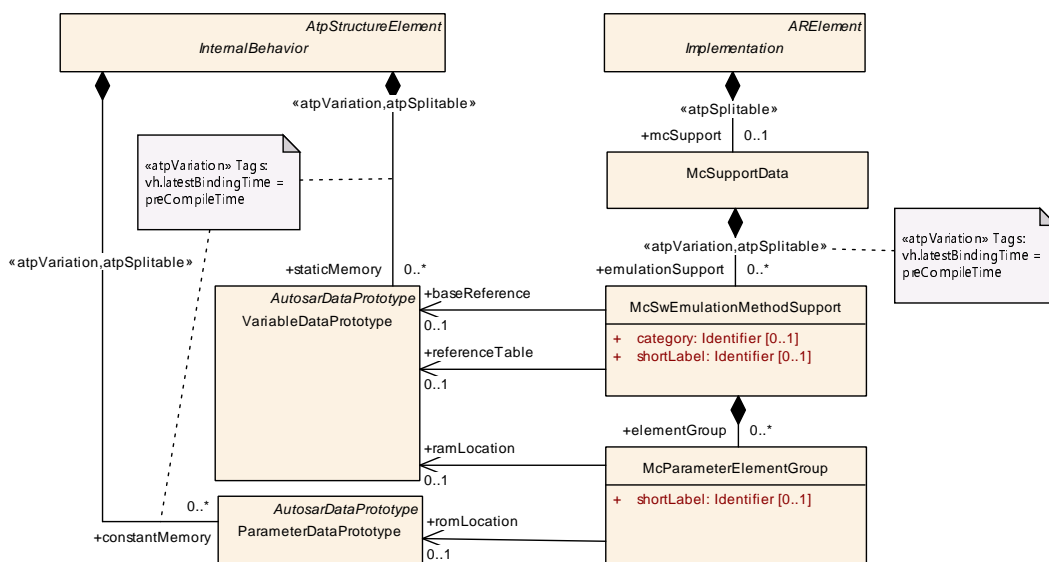 AtpStructureElement
InternalBehavior
ARElement
Implementation
«atpVariation,atpSplitable»
«atpSplitable»
+mcSupport
0..1
«atpVariation» Tags:
vh.latestBindingTime =
preCompileTime
McSupportData
«atpVariation» Tags:
vh.latestBindingTime =
preCompileTime
«atpVariation,atpSplitable»
«atpVariation,atpSplitable»
+staticMemory
0..*
+emulationSupport
0..*
AutosarDataPrototype
VariableDataPrototype
+baseReference
0..1
+referenceTable
0..1
McSwEmulationMethodSupport
+ category: Identifier [0..1]
+ shortLabel: Identifier [0..1]
+elementGroup
0..*
+ramLocation
0..1
McParameterElementGroup
+ shortLabel: Identifier [0..1]
0..*
+constantMemory
AutosarDataPrototype
ParameterDataPrototype
+romLocation
0..1